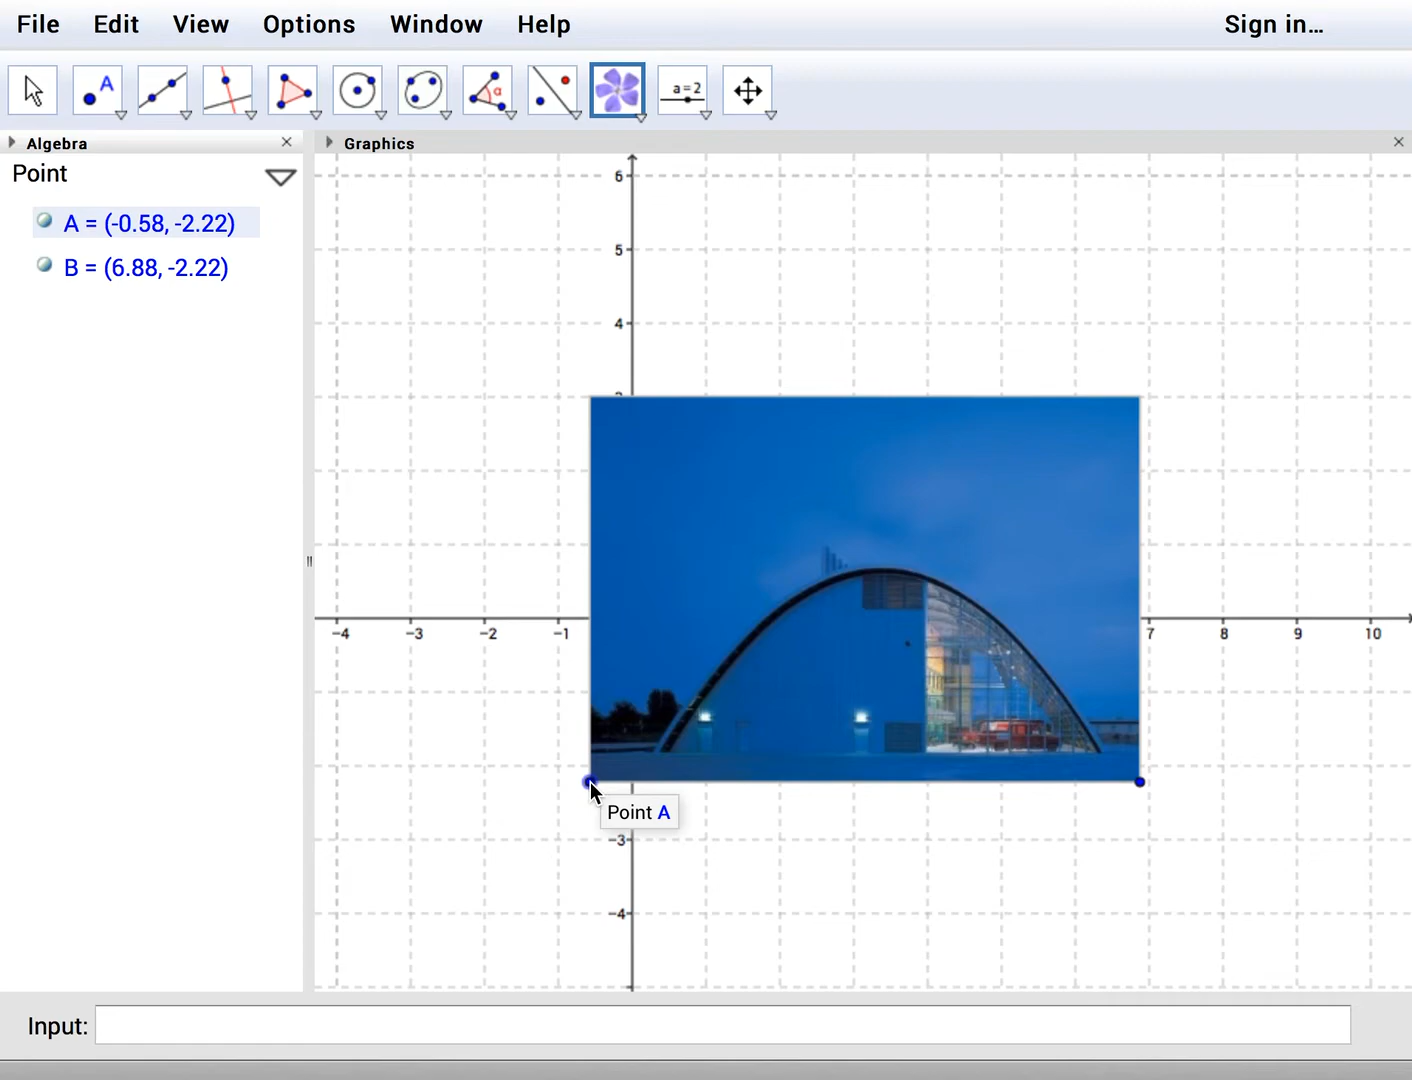 File Edit View Options Window Help Sign in...
A α a=2
Algebra Graphics
Point
A = (-0.58, -2.22)
B = (6.88, -2.22)
6
5
4
-4 -3 -2 -1 7 8 9 10
Point A
-3
-4
Input: